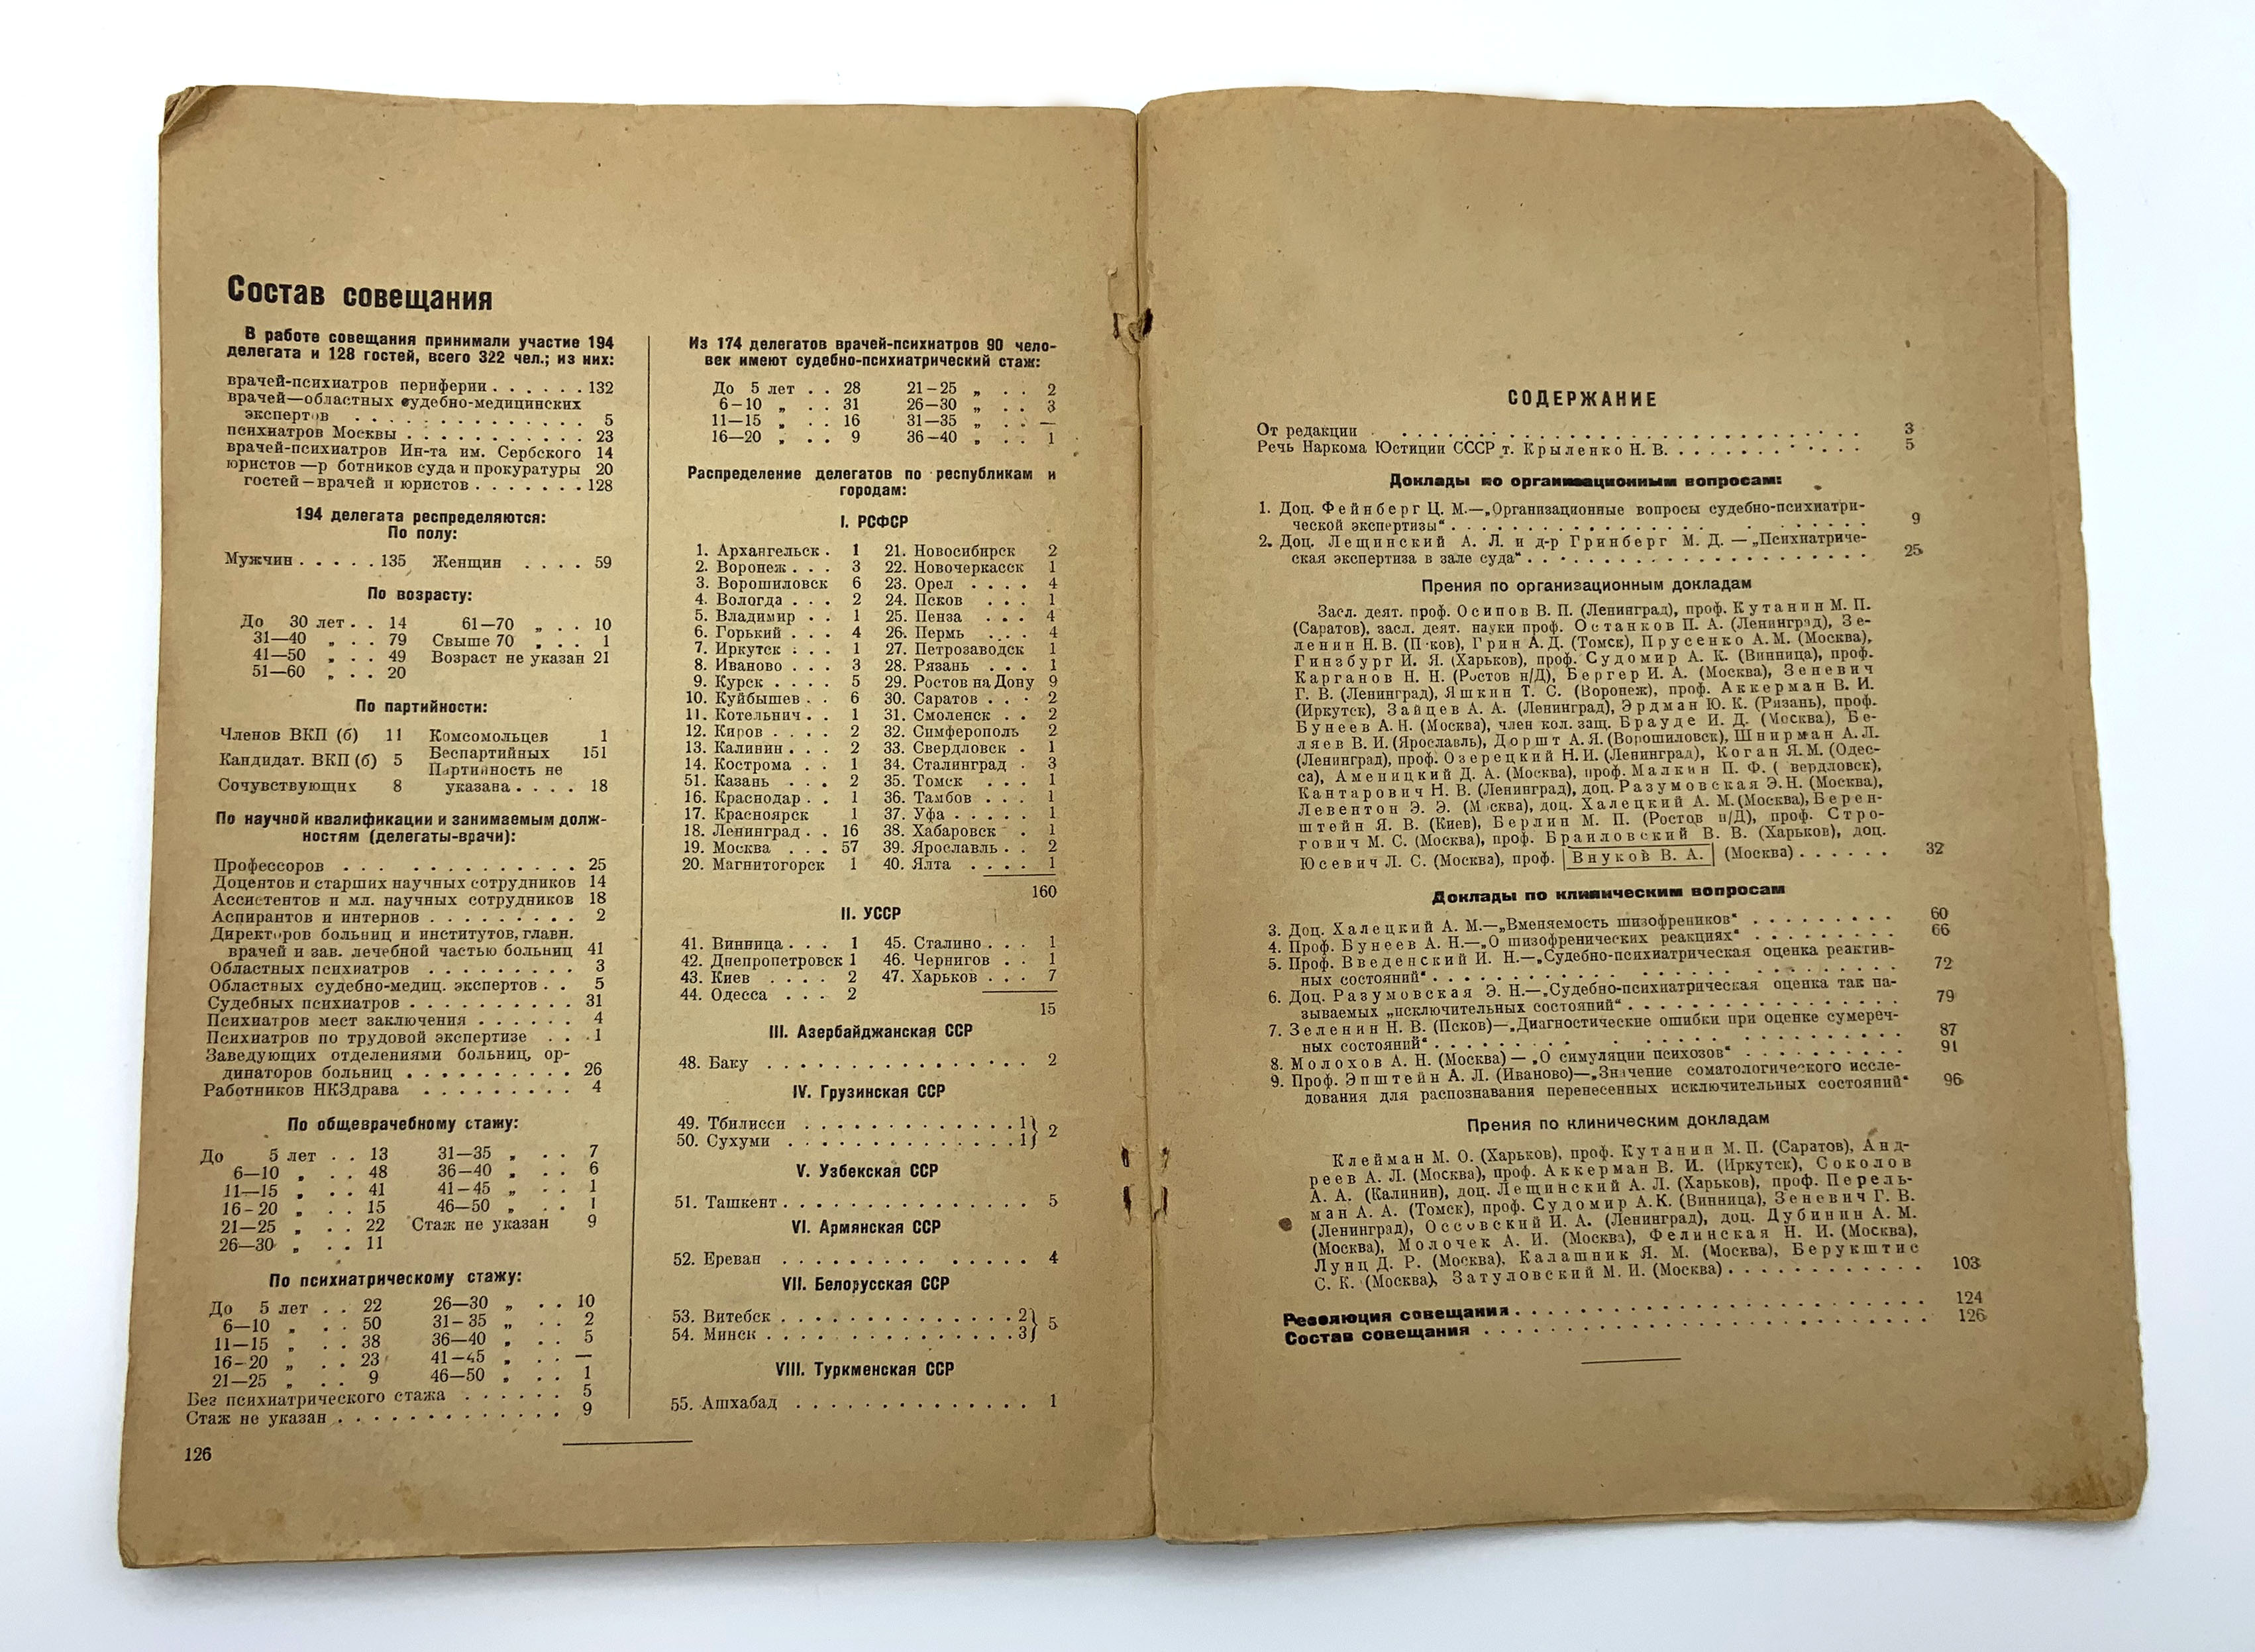 Состав совещания
В работе совещания принимали участие 194
делегата и 128 гостей, всего 322 чел.; из них:
врачей-психиатров периферии . . . . . . 132
врачей—областных судебно-медицинских
экспертов . . . . . . . . . . . . . 5
психиатров Москвы . . . . . . . . . . . 23
врачей-психиатров Ин-та им. Сербского 14
юристов—р ботников суда и прокуратуры 20
гостей—врачей и юристов . . . . . . . 128
194 делегата распределяются:
По полу:
Мужчин . . . . . 135 Женщин . . . . 59
По возрасту:
До 30 лет . . 14 61—70 „ . . 10
31—40 „ . . 79 Свыше 70 „ . . 1
41—50 „ . . 49 Возраст не указан 21
51—60 „ . . 20
По партийности:
Членов ВКП (б) 11 Комсомольцев 1
Кандидат. ВКП (б) 5 Беспартийных 151
Партийность не
Сочувствующих 8 указана . . . . 18
По научной квалификации и занимаемым долж-
ностям (делегаты-врачи):
Профессоров . . . . . . . . . . . . 25
Доцентов и старших научных сотрудников 14
Ассистентов и мл. научных сотрудников 18
Аспирантов и интернов . . . . . . . . . 2
Директоров больниц и институтов, главн.
врачей и зав. лечебной частью больниц 41
Областных психиатров . . . . . . . . . 3
Областных судебно-медиц. экспертов . . 5
Судебных психиатров . . . . . . . . . . 31
Психиатров мест заключения . . . . . . 4
Психиатров по трудовой экспертизе . . . 1
Заведующих отделениями больниц, ор-
динаторов больниц . . . . . . . . . . 26
Работников НКЗдрава . . . . . . . . . 4
По общеврачебному стажу:
До 5 лет . . 13 31—35 „ . . 7
6—10 „ . . 48 36—40 „ . . 6
11—15 „ . . 41 41—45 „ . . 1
16-20 „ . . 15 46—50 „ . . 1
21—25 „ . . 22 Стаж не указан 9
26—30 „ . . 11
По психиатрическому стажу:
До 5 лет . . 22 26—30 „ . . 10
6—10 „ . . 50 31-35 „ . . 2
11—15 „ . . 38 36—40 „ . . 5
16-20 „ . . 23 41—45 „ . . —
21—25 „ . . 9 46—50 „ . . 1
Без психиатрического стажа . . . . . . 5
Стаж не указан . . . . . . . . . . . . . 9
126
Из 174 делегатов врачей-психиатров 90 чело-
век имеют судебно-психиатрический стаж:
До 5 лет . . 28 21-25 „ . . 2
6-10 „ . . 31 26—30 „ . . 3
11—15 „ . . 16 31—35 „ . . —
16—20 „ . . 9 36-40 „ . . 1
Распределение делегатов по республикам и
городам:
I. РСФСР
1. Архангельск . 1 21. Новосибирск 2
2. Воронеж . . . 3 22. Новочеркасск 1
3. Ворошиловск 6 23. Орел . . . . 4
4. Вологда . . . 2 24. Псков . . . 1
5. Владимир . . 1 25. Пенза . . . 4
6. Горький . . . 4 26. Пермь . . . . 4
7. Иркутск . . . 1 27. Петрозаводск 1
8. Иваново . . . 3 28. Рязань . . . 1
9. Курск . . . . 5 29. Ростов на Дону 9
10. Куйбышев . . 6 30. Саратов . . . 2
11. Котельнич . . 1 31. Смоленск . . 2
12. Киров . . . . 2 32. Симферополь 2
13. Калинин . . . 2 33. Свердловск . 1
14. Кострома . . 1 34. Сталинград . 3
51. Казань . . . 2 35. Томск . . . 1
16. Краснодар . . 1 36. Тамбов . . . 1
17. Красноярск 1 37. Уфа . . . . . 1
18. Ленинград . . 16 38. Хабаровск . 1
19. Москва . . . 57 39. Ярославль . . 2
20. Магнитогорск 1 40. Ялта . . . . 1
160
II. УССР
41. Винница . . . 1 45. Сталино . . . 1
42. Днепропетровск 1 46. Чернигов . . 1
43. Киев . . . . 2 47. Харьков . . . 7
44. Одесса . . . 2
15
III. Азербайджанская ССР
48. Баку . . . . . . . . . . . . . . . . 2
IV. Грузинская ССР
49. Тбилиси . . . . . . . . . . . . . 1} 2
50. Сухуми . . . . . . . . . . . . . . 1}
V. Узбекская ССР
51. Ташкент . . . . . . . . . . . . . . . 5
VI. Армянская ССР
52. Ереван . . . . . . . . . . . . . . 4
VII. Белорусская ССР
53. Витебск . . . . . . . . . . . . . . 2} 5
54. Минск . . . . . . . . . . . . . . . 3}
VIII. Туркменская ССР
55. Ашхабад . . . . . . . . . . . . . . 1
СОДЕРЖАНИЕ
От редакции . . . . . . . . . . . . . . . . . . . . . . . . 3
Речь Наркома Юстиции СССР т. Крыленко Н. В. . . . . . . . . . . . 5
Доклады по организационным вопросам:
1. Доц. Фейнберг Ц. М.—„Организационные вопросы судебно-психиатри-
ческой экспертизы“ . . . . . . . . . . . . . . . . . . . . 9
2. Доц. Лещинский А. Л. и д-р Гринберг М. Д. — „Психиатриче-
ская экспертиза в зале суда“ . . . . . . . . . . . . . . . . . . 25
Прения по организационным докладам
Засл. деят. проф. Осипов В. П. (Ленинград), проф. Кутанин М. П.
(Саратов), засл. деят. науки проф. Останков П. А. (Ленинград), Зе-
ленин Н. В. (П ков), Грин А. Д. (Томск), Прусенко А. М. (Москва),
Гинзбург И. Я. (Харьков), проф. Судомир А. К. (Винница), проф.
Карганов Н. Н. (Ростов н/Д), Бергер И. А. (Москва), Зеневич
Г. В. (Ленинград), Яшкин Т. С. (Воронеж), проф. Аккерман В. И.
(Иркутск), Зайцев А. А. (Ленинград), Эрдман Ю. К. (Рязань), проф.
Бунеев А. Н. (Москва), член кол. защ. Брауде И. Д. (Москва), Бе-
ляев В. И. (Ярославль), Доршт А. Я. (Ворошиловск), Шнирман А. Л.
(Ленинград), проф. Озерецкий Н. И. (Ленинград), Коган Я. М. (Одес-
са), Аменицкий Д. А. (Москва), проф. Малкин П. Ф. ( вердловск),
Кантарович Н. В. (Ленинград), доц. Разумовская Э. Н. (Москва),
Левентон Э. Э. (М сква), доц. Халецкий А. М. (Москва), Берен-
штейн Я. В. (Киев), Берлин М. П. (Ростов н/Д), проф. Стро-
гович М. С. (Москва), проф. Браиловский В. В. (Харьков), доц.
Юсевич Л. С. (Москва), проф. Внуков В. А. (Москва) . . . . . . 32
Доклады по клиническим вопросам
3. Доц. Халецкий А. М.—„Вменяемость шизофреников“ . . . . . . . . . 60
4. Проф. Бунеев А. Н.—„О шизофренических реакциях“ . . . . . . . . . 66
5. Проф. Введенский И. Н.—„Судебно-психиатрическая оценка реактив-
ных состояний“ . . . . . . . . . . . . . . . . . . . . 72
6. Доц. Разумовская Э. Н.—„Судебно-психиатрическая оценка так на-
зываемых „исключительных состояний“ . . . . . . . . . . . . . . 79
7. Зеленин Н. В. (Псков)—„Диагностические ошибки при оценке сумереч-
ных состояний“ . . . . . . . . . . . . . . . . . . . . 87
8. Молохов А. Н. (Москва) — „О симуляции психозов“ . . . . . . . . . . 91
9. Проф. Эпштейн А. Л. (Иваново)—„Значение соматологического иссле-
дования для распознавания перенесенных исключительных состояний“ 96
Прения по клиническим докладам
Клейман М. О. (Харьков), проф. Кутанин М. П. (Саратов), Анд-
реев А. Л. (Москва), проф. Аккерман В. И. (Иркутск), Соколов
А. А. (Калинин), доц. Лещинский А. Л. (Харьков), проф. Перель-
ман А. А. (Томск), проф. Судомир А. К. (Винница), Зеневич Г. В.
(Ленинград), Оссовский И. А. (Ленинград), доц. Дубинин А. М.
(Москва), Молочек А. И. (Москва), Фелинская Н. И. (Москва),
Лунц Д. Р. (Москва), Калашник Я. М. (Москва), Берукштис
С. К. (Москва), Затуловский М. И. (Москва) . . . . . . . . . . . . 103
Резолюция совещания . . . . . . . . . . . . . . . . . . . . . 124
Состав совещания . . . . . . . . . . . . . . . . . . . . . . . 126